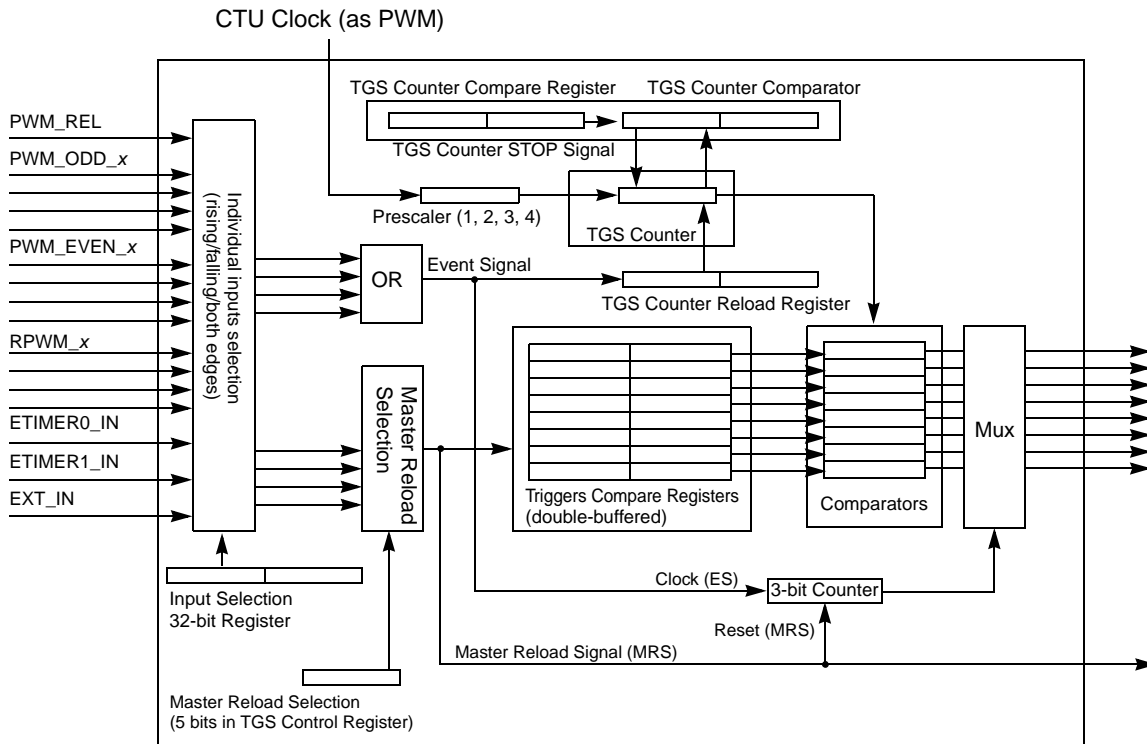 CTU Clock (as PWM)
TGS Counter Compare Register
TGS Counter Comparator
PWM_REL
PWM_ODD_x
PWM_EVEN_x
RPWM_x
ETIMER0_IN
ETIMER1_IN
EXT_IN
Individual inputs selection
(rising/falling/both edges)
TGS Counter STOP Signal
Prescaler (1, 2, 3, 4)
TGS Counter
OR
Event Signal
TGS Counter Reload Register
Master Reload
Selection
Triggers Compare Registers
(double-buffered)
Comparators
Mux
Input Selection
32-bit Register
Clock (ES)
3-bit Counter
Reset (MRS)
Master Reload Signal (MRS)
Master Reload Selection
(5 bits in TGS Control Register)